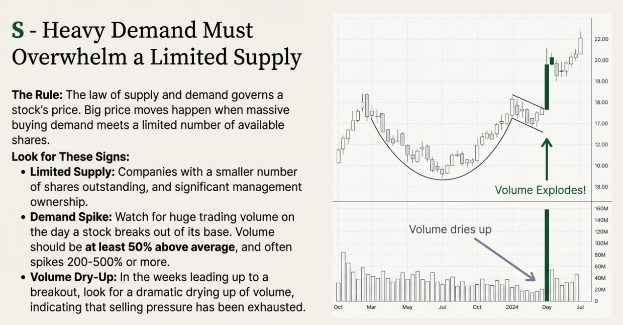 S - Heavy Demand Must
Overwhelm a Limited Supply
The Rule: The law of supply and demand governs a
stock's price. Big price moves happen when massive
buying demand meets a limited number of available
shares.
Look for These Signs:
• Limited Supply: Companies with a smaller number
of shares outstanding, and significant management
ownership.
• Demand Spike: Watch for huge trading volume on
the day a stock breaks out of its base. Volume
should be at least 50% above average, and often
spikes 200-500% or more.
• Volume Dry-Up: In the weeks leading up to a
breakout, look for a dramatic drying up of volume,
indicating that selling pressure has been exhausted.
22.00
20.00
18.00
17.00
12.00
10.00
18.00
Volume Explodes!
160M
140M
120M
100M
80M
60M
40M
20M
0
Volume dries up
Oct Mar May Jul Oct 2024 Day Jul